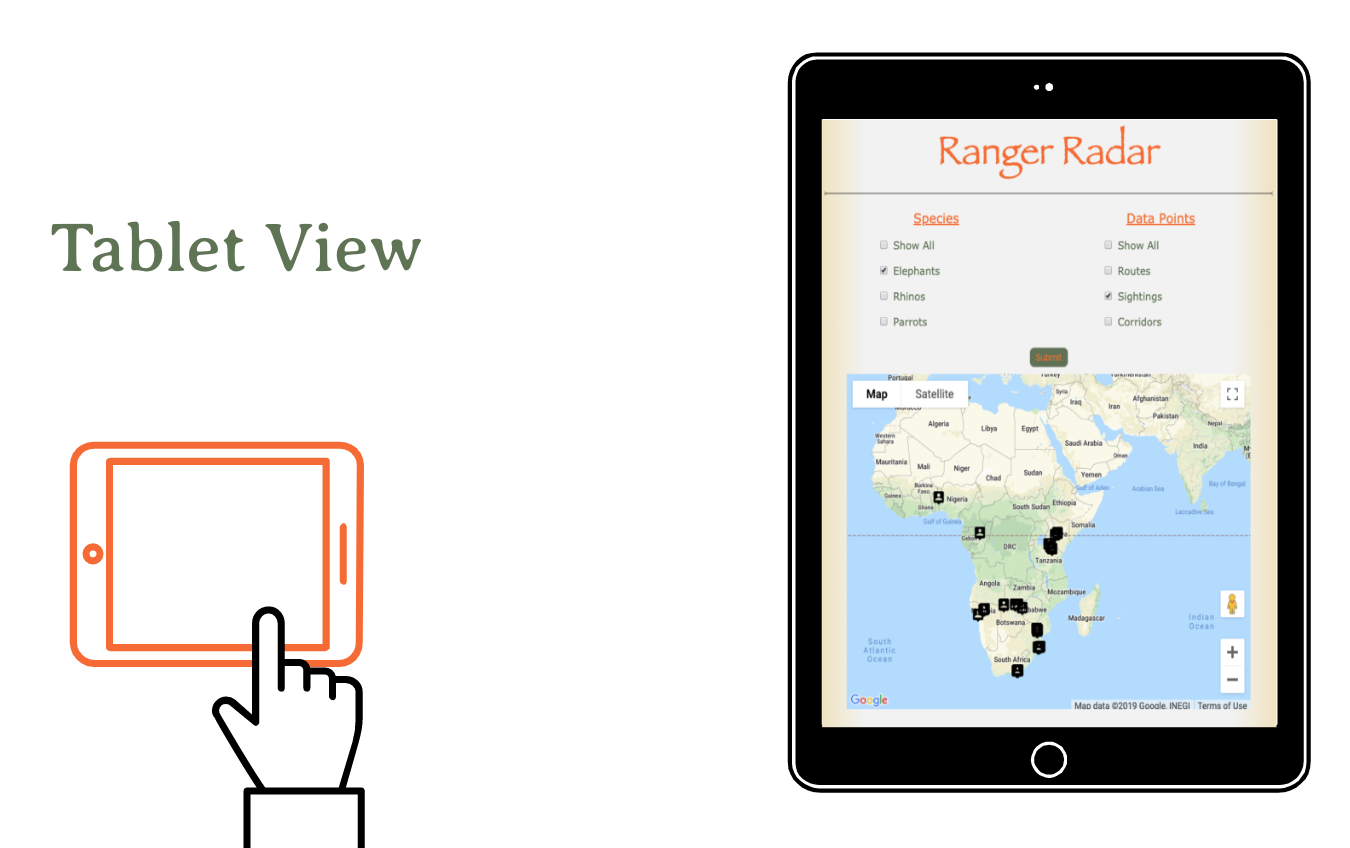 Tablet View
Ranger Radar
Species
Show All
Elephants
Rhinos
Parrots
Data Points
Show All
Routes
Sightings
Corridors
Submit
Map Satellite
Portugal
Turkey
Turkmenistan
Syria
Iraq
Iran
Afghanistan
Pakistan
Nepal
Morocco
Algeria
Libya
Egypt
Western
Sahara
Saudi Arabia
Oman
India
Mauritania
Mali
Niger
Chad
Sudan
Yemen
Gulf of Aden
Arabian Sea
Bay of Bengal
Burkina
Faso
Guinea
Ghana
Nigeria
South Sudan
Ethiopia
Laccadive Sea
Gulf of Guinea
Somalia
Gabon
DRC
Tanzania
Angola
Zambia
Mozambique
Botswana
Madagascar
Indian
Ocean
South
Atlantic
Ocean
South Africa
Google
Map data ©2019 Google, INEGI Terms of Use